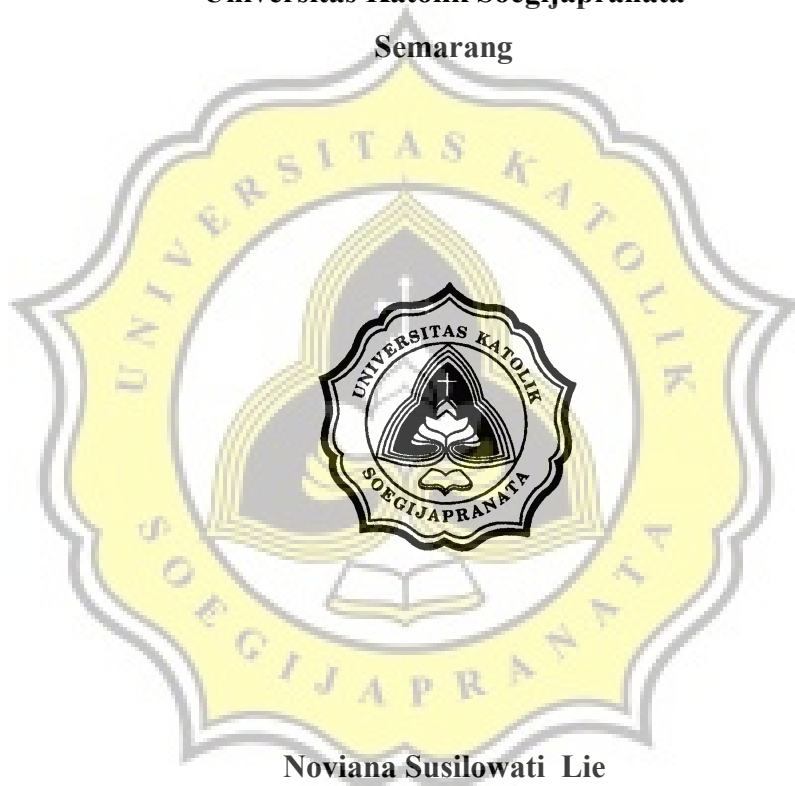 Universitas Katolik Soegijapranata
Semarang
UNIVERSITAS KATOLIK
SOEGIJAPRANATA
UNIVERSITAS KATOLIK
SOEGIJAPRANATA
Noviana Susilowati Lie